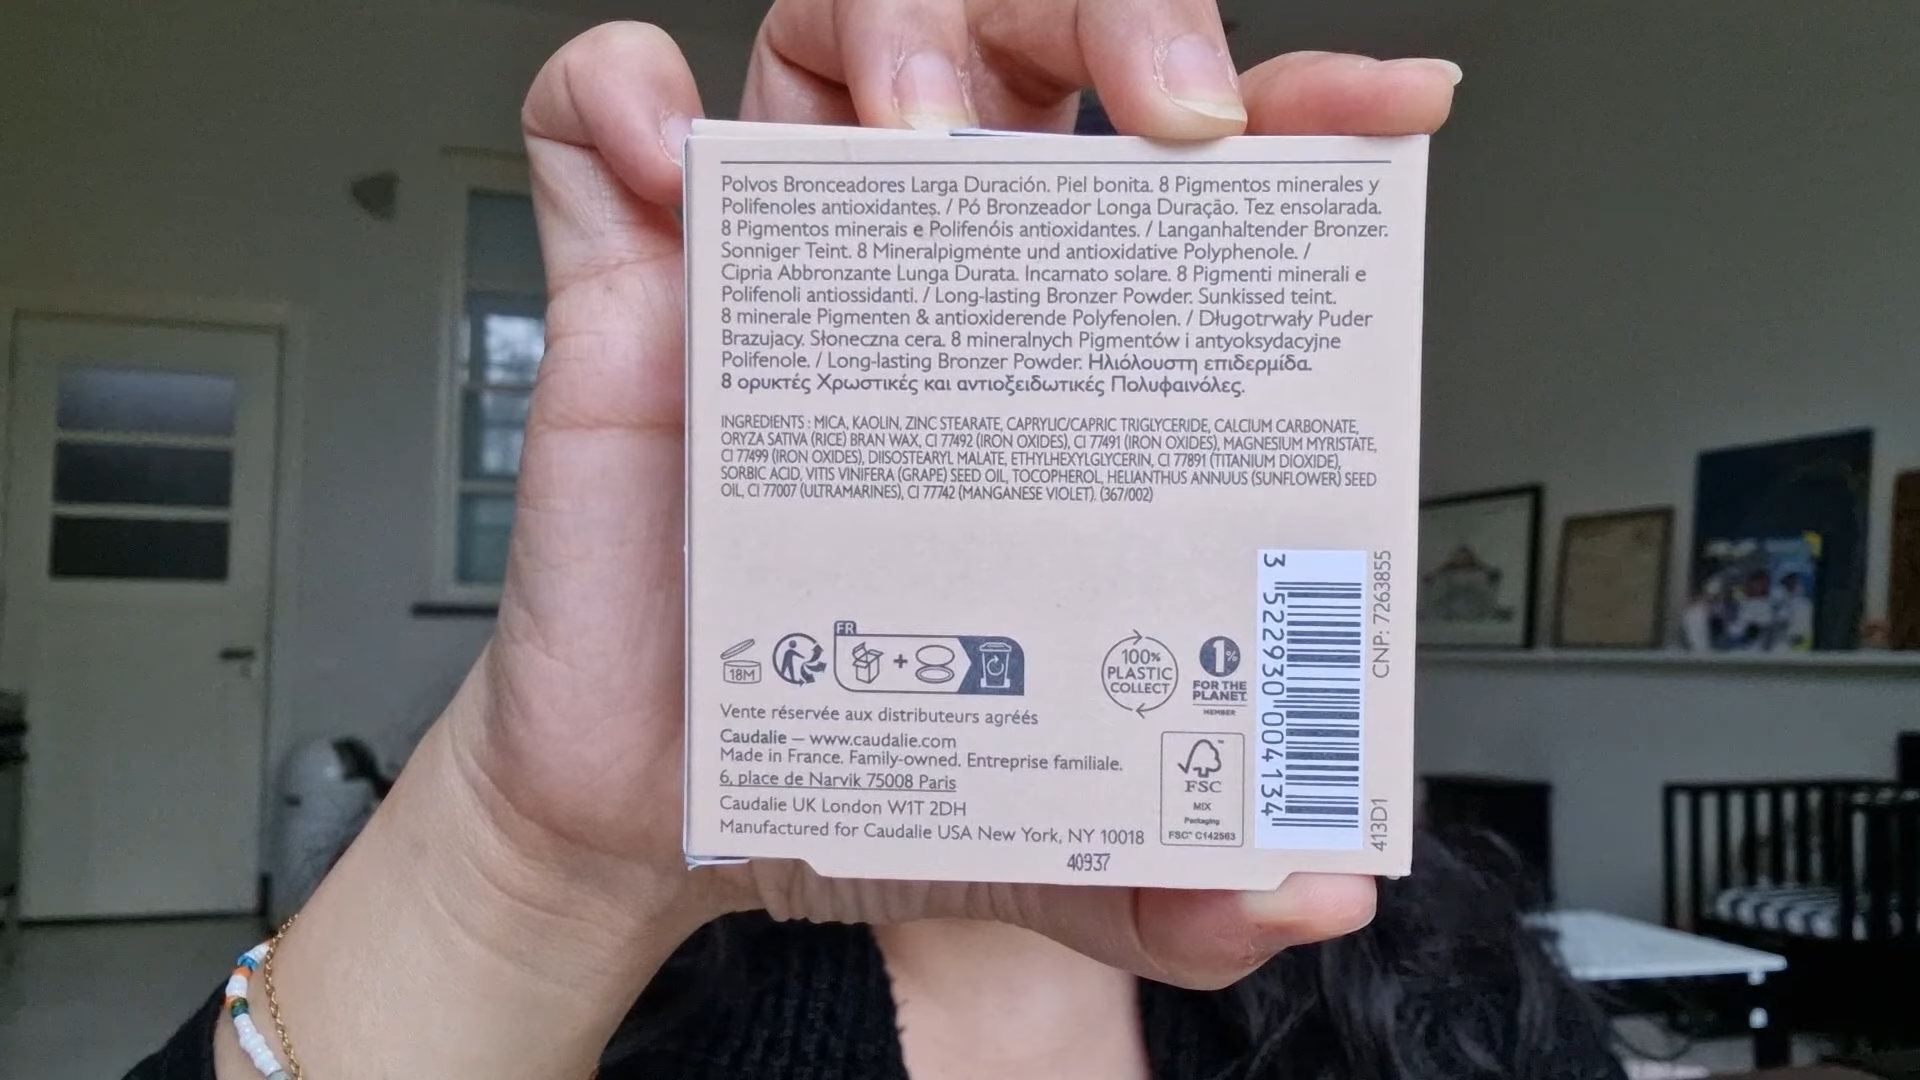 Polvos Bronceadores Larga Duración. Piel bonita. 8 Pigmentos minerales y
Polifenoles antioxidantes. / Pó Bronzeador Longa Duração. Tez ensolarada.
8 Pigmentos minerais e Polifenóis antioxidantes. / Langanhaltender Bronzer.
Sonniger Teint. 8 Mineralpigmente und antioxidative Polyphenole. /
Cipria Abbronzante Lunga Durata. Incarnato solare. 8 Pigmenti minerali e
Polifenoli antiossidanti. / Long-lasting Bronzer Powder. Sunkissed teint.
8 minerale Pigmenten & antioxiderende Polyfenolen. / Długotrwały Puder
Brazujacy. Słoneczna cera. 8 mineralnych Pigmentów i antyoksydacyjne
Polifenole. / Long-lasting Bronzer Powder. Ηλιόλουστη επιδερμίδα.
8 ορυκτές Χρωστικές και αντιοξειδωτικές Πολυφαινόλες.
INGREDIENTS : MICA, KAOLIN, ZINC STEARATE, CAPRYLIC/CAPRIC TRIGLYCERIDE, CALCIUM CARBONATE,
ORYZA SATIVA (RICE) BRAN WAX, CI 77492 (IRON OXIDES), CI 77491 (IRON OXIDES), MAGNESIUM MYRISTATE,
CI 77499 (IRON OXIDES), DIISOSTEARYL MALATE, ETHYLHEXYLGLYCERIN, CI 77891 (TITANIUM DIOXIDE),
SORBIC ACID, VITIS VINIFERA (GRAPE) SEED OIL, TOCOPHEROL, HELIANTHUS ANNUUS (SUNFLOWER) SEED
OIL, CI 77007 (ULTRAMARINES), CI 77742 (MANGANESE VIOLET). (367/002)
18M
FR
+
100%
PLASTIC
COLLECT
1%
FOR THE
PLANET
MEMBER
Vente réservée aux distributeurs agréés
Caudalie – www.caudalie.com
Made in France. Family-owned. Entreprise familiale.
6, place de Narvik 75008 Paris
Caudalie UK London W1T 2DH
Manufactured for Caudalie USA New York, NY 10018
40937
FSC
MIX
Packaging
FSC™ C142563
3 522930 004134
CNP: 7263855
413D1